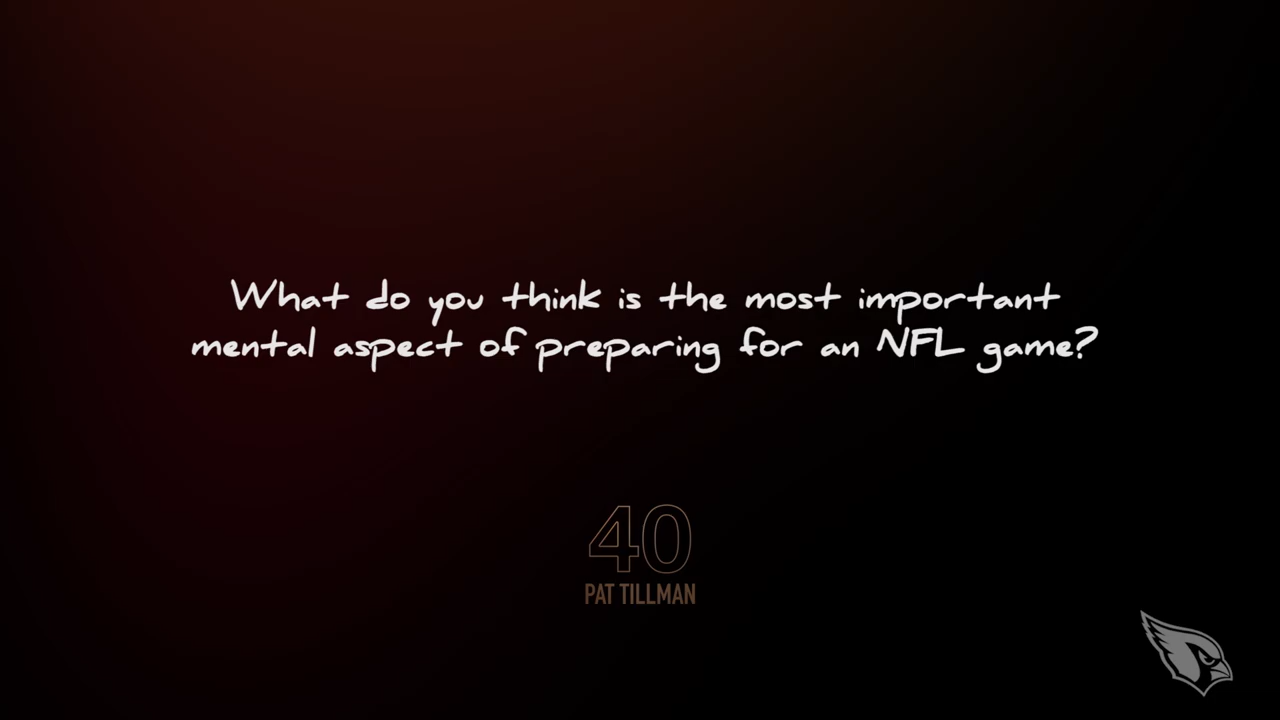 What do you think is the most important
mental aspect of preparing for an NFL game?
40
PAT TILLMAN